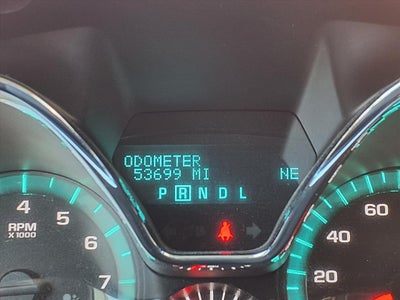 ODOMETER
53699 MI NE
P R N D L
4
5
6
7
RPM
X1000
60
40
20